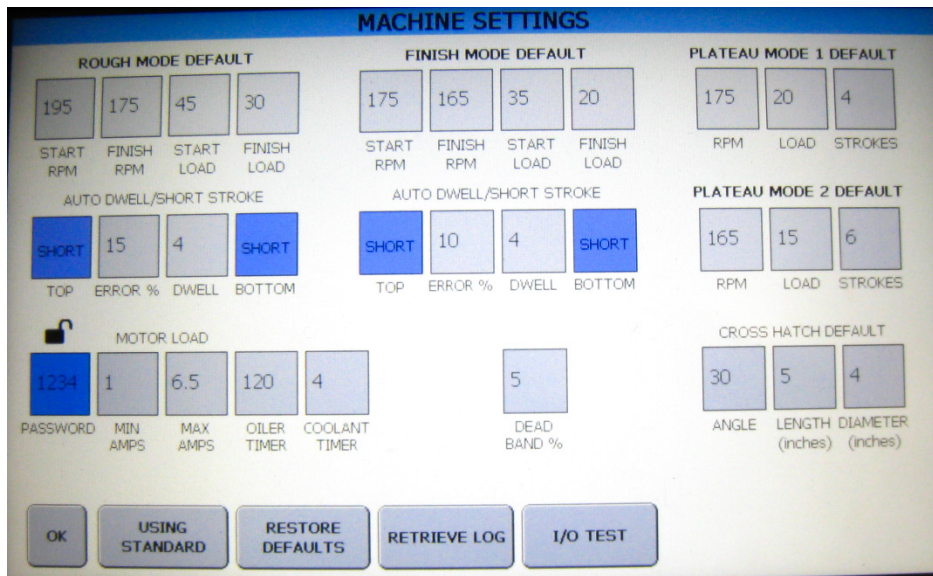 MACHINE SETTINGS
ROUGH MODE DEFAULT
195 175 45 30
START FINISH START FINISH
RPM RPM LOAD LOAD
AUTO DWELL/SHORT STROKE
SHORT 15 4 SHORT
TOP ERROR % DWELL BOTTOM
FINISH MODE DEFAULT
175 165 35 20
START FINISH START FINISH
RPM RPM LOAD LOAD
AUTO DWELL/SHORT STROKE
SHORT 10 4 SHORT
TOP ERROR % DWELL BOTTOM
PLATEAU MODE 1 DEFAULT
175 20 4
RPM LOAD STROKES
PLATEAU MODE 2 DEFAULT
165 15 6
RPM LOAD STROKES
MOTOR LOAD
1234 1 6.5 120 4
PASSWORD MIN MAX OILER COOLANT
AMPS AMPS TIMER TIMER
5
DEAD
BAND %
CROSS HATCH DEFAULT
30 5 4
ANGLE LENGTH DIAMETER
(inches) (inches)
OK
USING
STANDARD
RESTORE
DEFAULTS
RETRIEVE LOG
I/O TEST